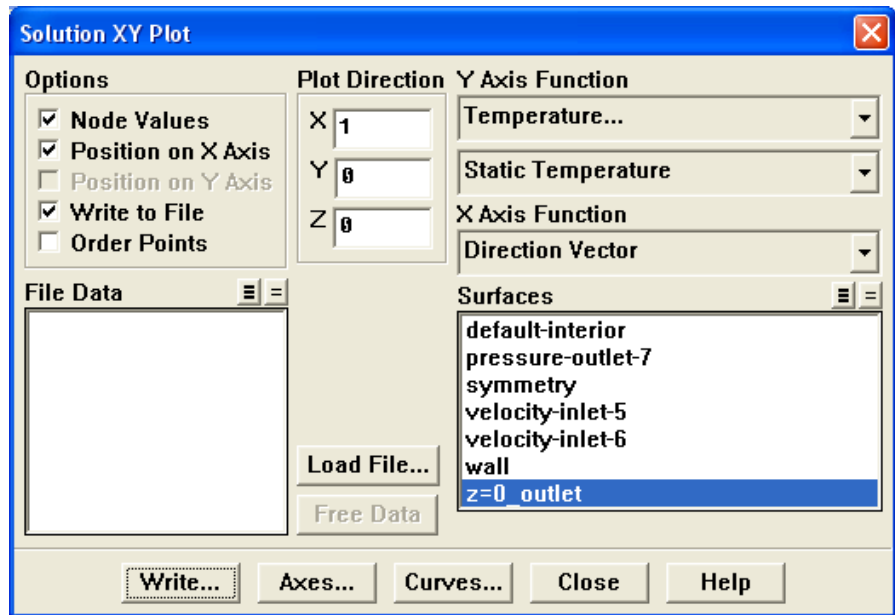 Solution XY Plot
Options
Node Values
Position on X Axis
Position on Y Axis
Write to File
Order Points
Plot Direction
X 1
Y 0
Z 0
Y Axis Function
Temperature...
Static Temperature
X Axis Function
Direction Vector
File Data
Load File...
Free Data
Surfaces
default-interior
pressure-outlet-7
symmetry
velocity-inlet-5
velocity-inlet-6
wall
z=0_outlet
Write... Axes... Curves... Close Help